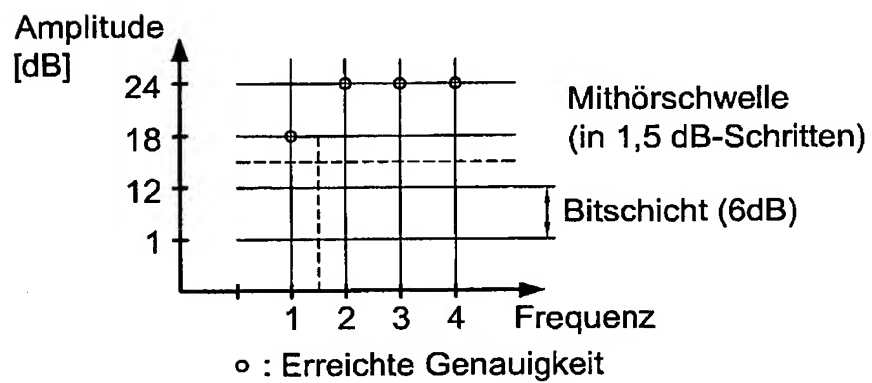 Amplitude
[dB]
24
18
12
1
Mithörschwelle
(in 1,5 dB-Schritten)
Bitschicht (6dB)
1 2 3 4 Frequenz
o : Erreichte Genauigkeit